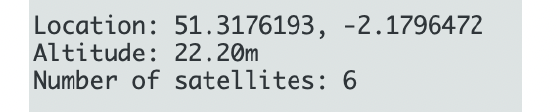 Location: 51.3176193, -2.1796472
Altitude: 22.20m
Number of satellites: 6